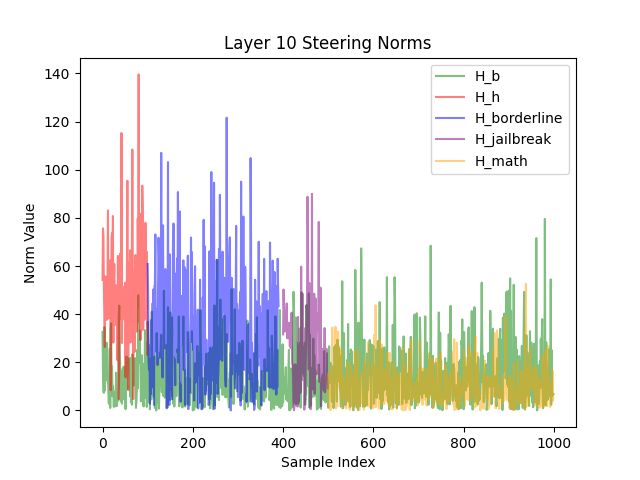 Layer 10 Steering Norms
H_b
H_h
H_borderline
H_jailbreak
H_math
Norm Value
140
120
100
80
60
40
20
0
0 200 400 600 800 1000
Sample Index